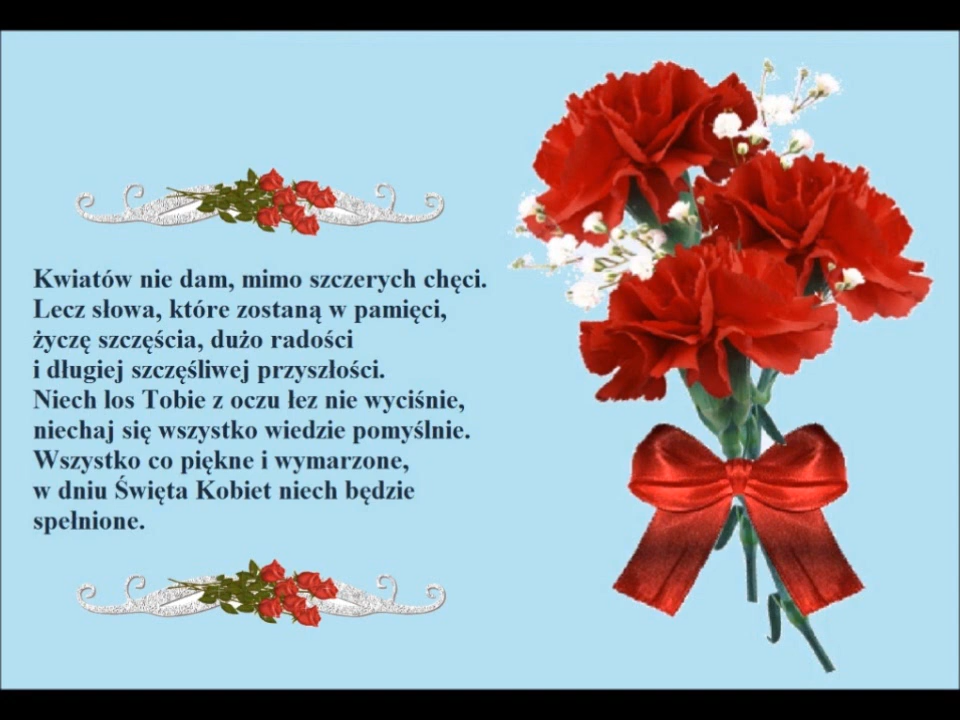 Kwiatów nie dam, mimo szczerych chęci.
Lecz słowa, które zostaną w pamięci,
życzę szczęścia, dużo radości
i długiej szczęśliwej przyszłości.
Niech los Tobie z oczu łez nie wyciśnie,
niechaj się wszystko wiedzie pomyślnie.
Wszystko co piękne i wymarzone,
w dniu Święta Kobiet niech będzie
spełnione.